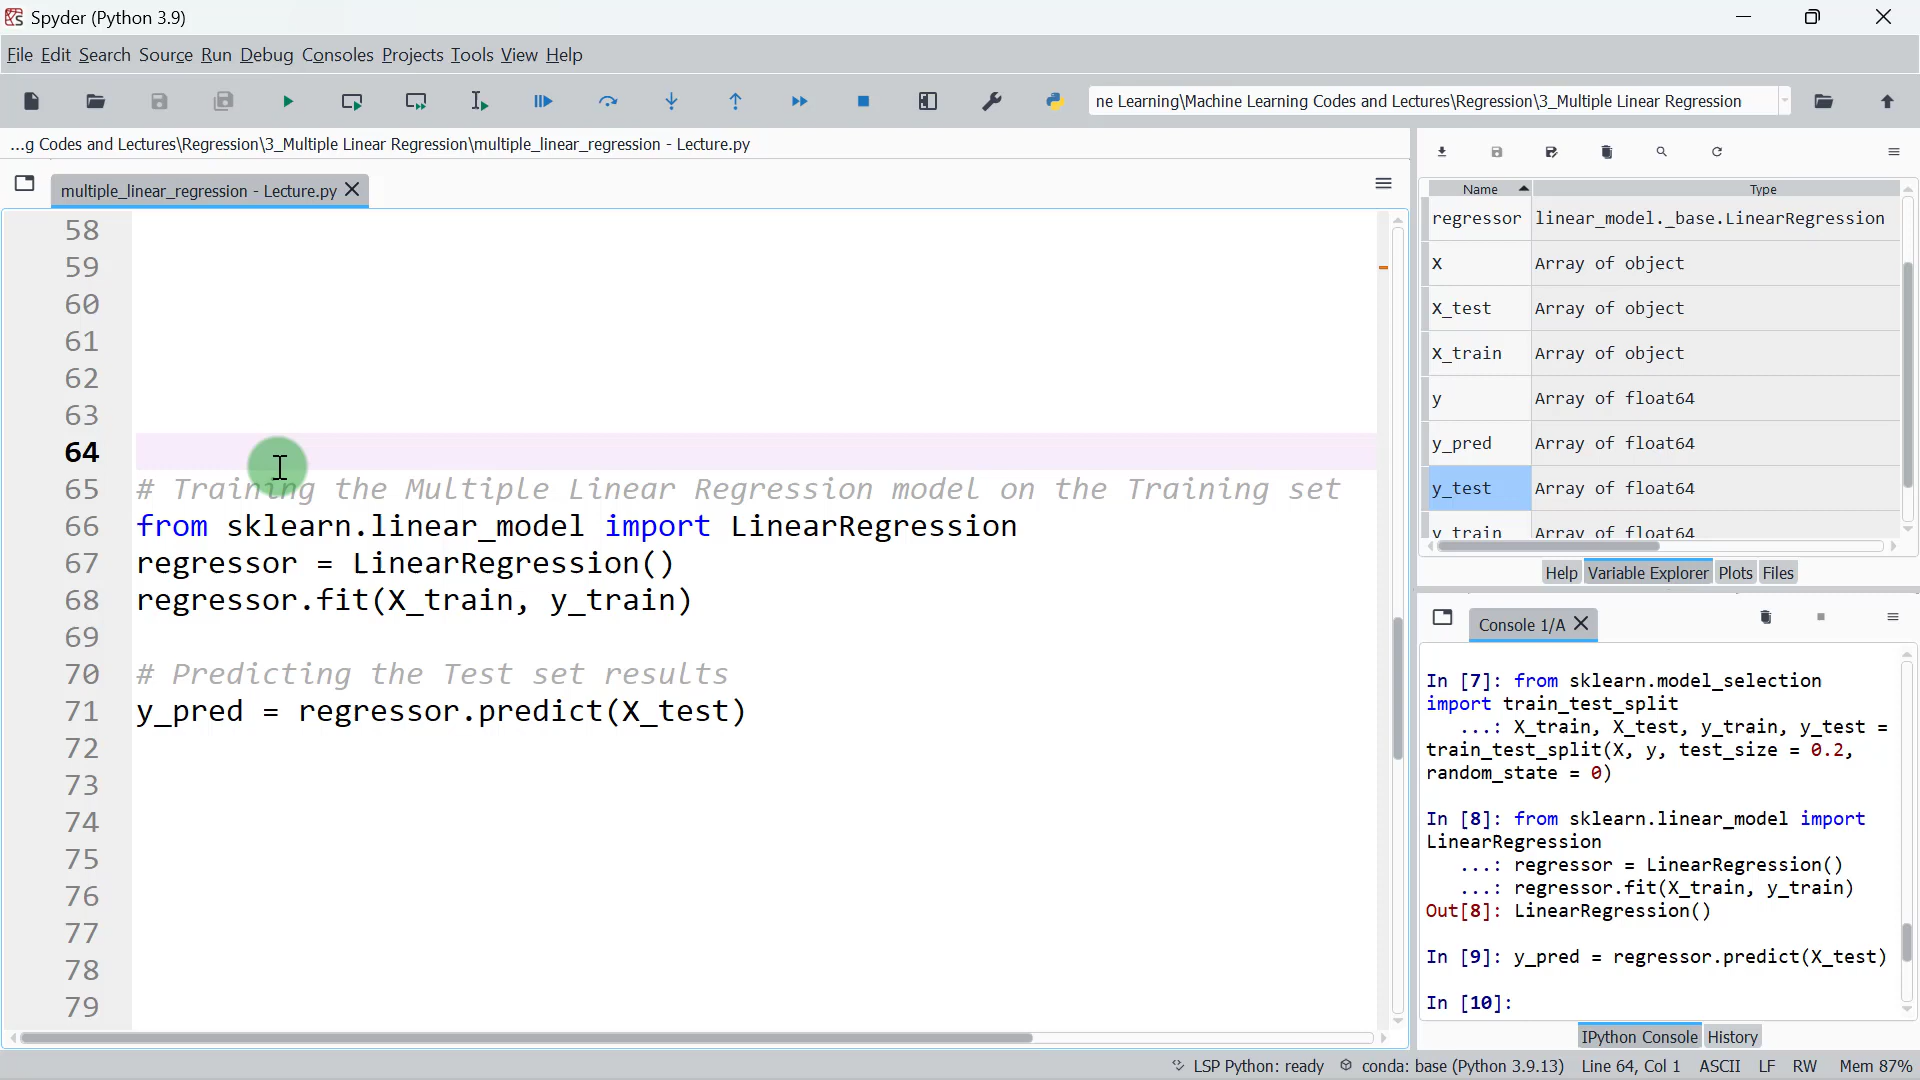 Spyder (Python 3.9)
File Edit Search Source Run Debug Consoles Projects Tools View Help
ne Learning\Machine Learning Codes and Lectures\Regression\3_Multiple Linear Regression
...g Codes and Lectures\Regression\3_Multiple Linear Regression\multiple_linear_regression - Lecture.py
multiple_linear_regression - Lecture.py
58
59
60
61
62
63
64
65 # Training the Multiple Linear Regression model on the Training set
66 from sklearn.linear_model import LinearRegression
67 regressor = LinearRegression()
68 regressor.fit(X_train, y_train)
69
70 # Predicting the Test set results
71 y_pred = regressor.predict(X_test)
72
73
74
75
76
77
78
79
Name Type
regressor linear_model._base.LinearRegression
X Array of object
X_test Array of object
X_train Array of object
y Array of float64
y_pred Array of float64
y_test Array of float64
y_train Array of float64
Help Variable Explorer Plots Files
Console 1/A
In [7]: from sklearn.model_selection
import train_test_split
...: X_train, X_test, y_train, y_test =
train_test_split(X, y, test_size = 0.2,
random_state = 0)
In [8]: from sklearn.linear_model import
LinearRegression
...: regressor = LinearRegression()
...: regressor.fit(X_train, y_train)
Out[8]: LinearRegression()
In [9]: y_pred = regressor.predict(X_test)
In [10]:
IPython Console History
LSP Python: ready conda: base (Python 3.9.13) Line 64, Col 1 ASCII LF RW Mem 87%